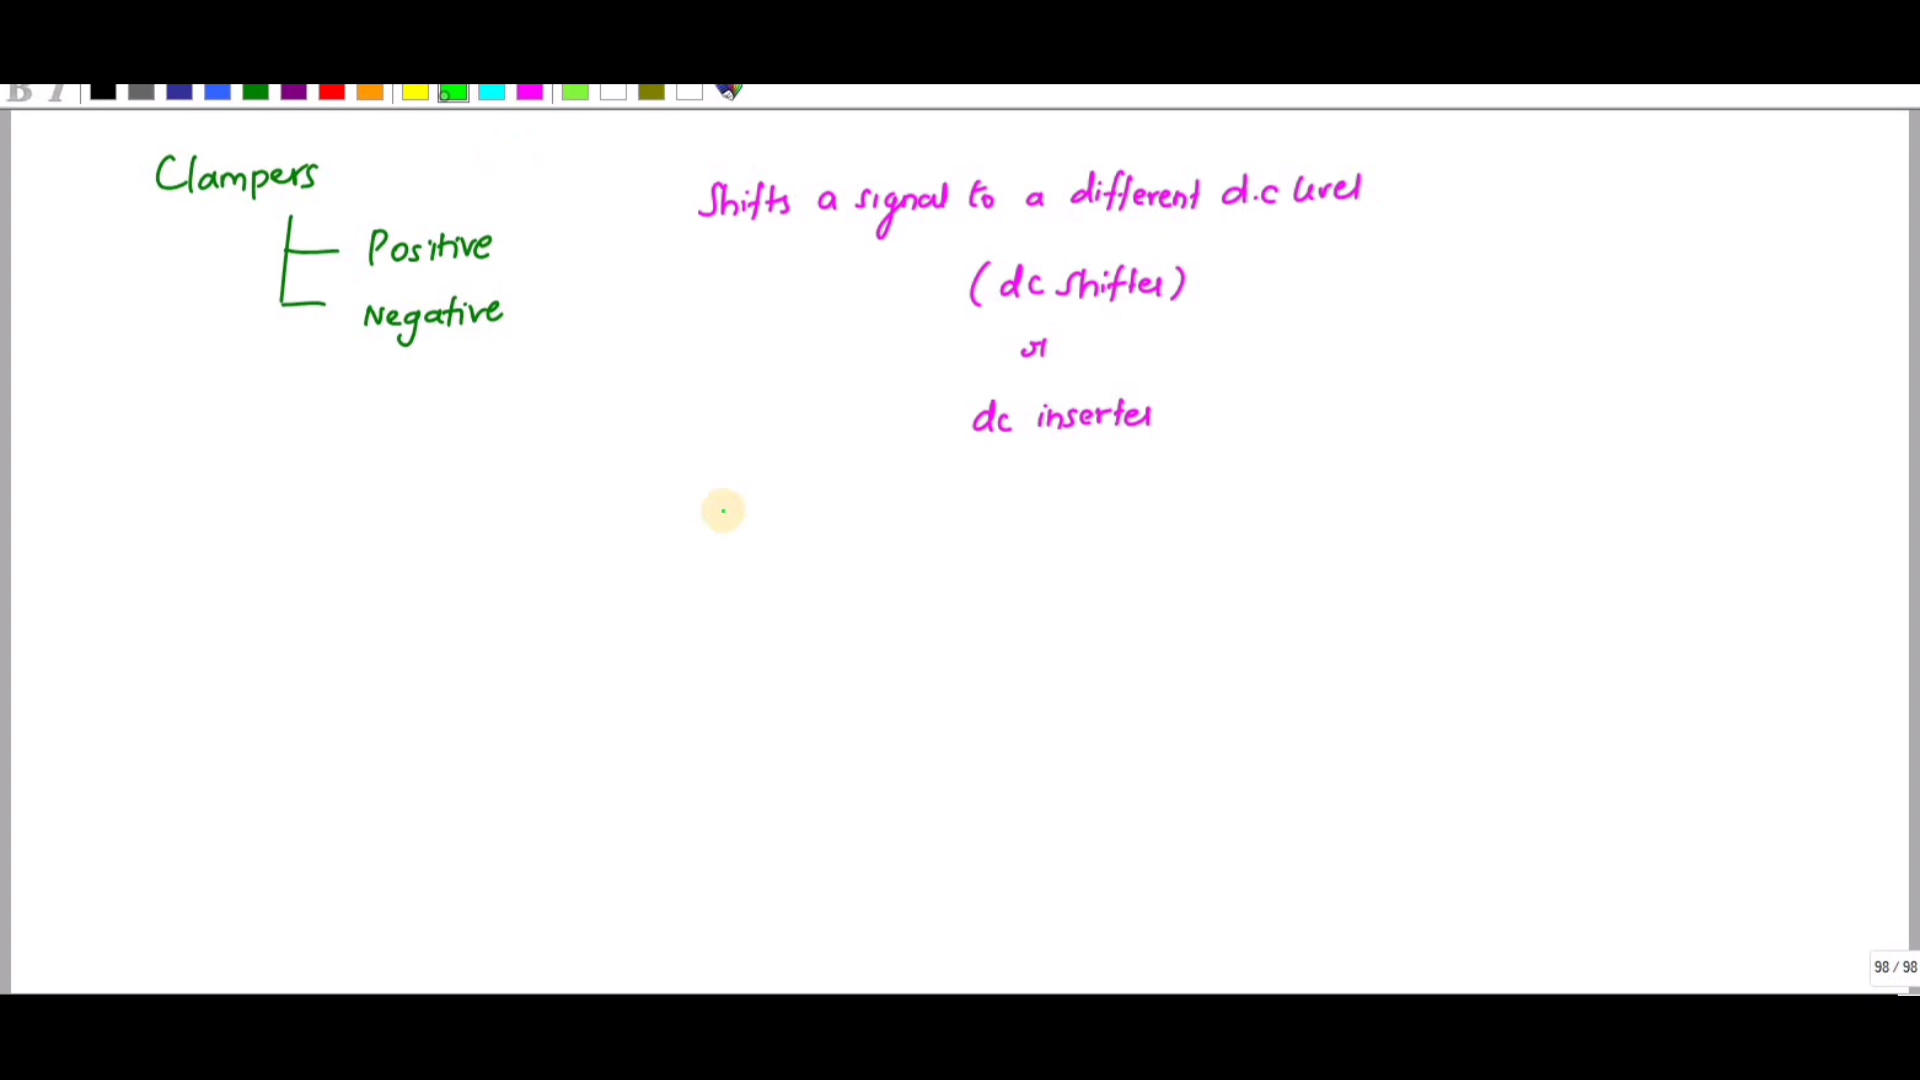 B I
Clampers
Positive
Negative
Shifts a signal to a different d.c level
(dc shifter)
or
dc inserter
98 / 98